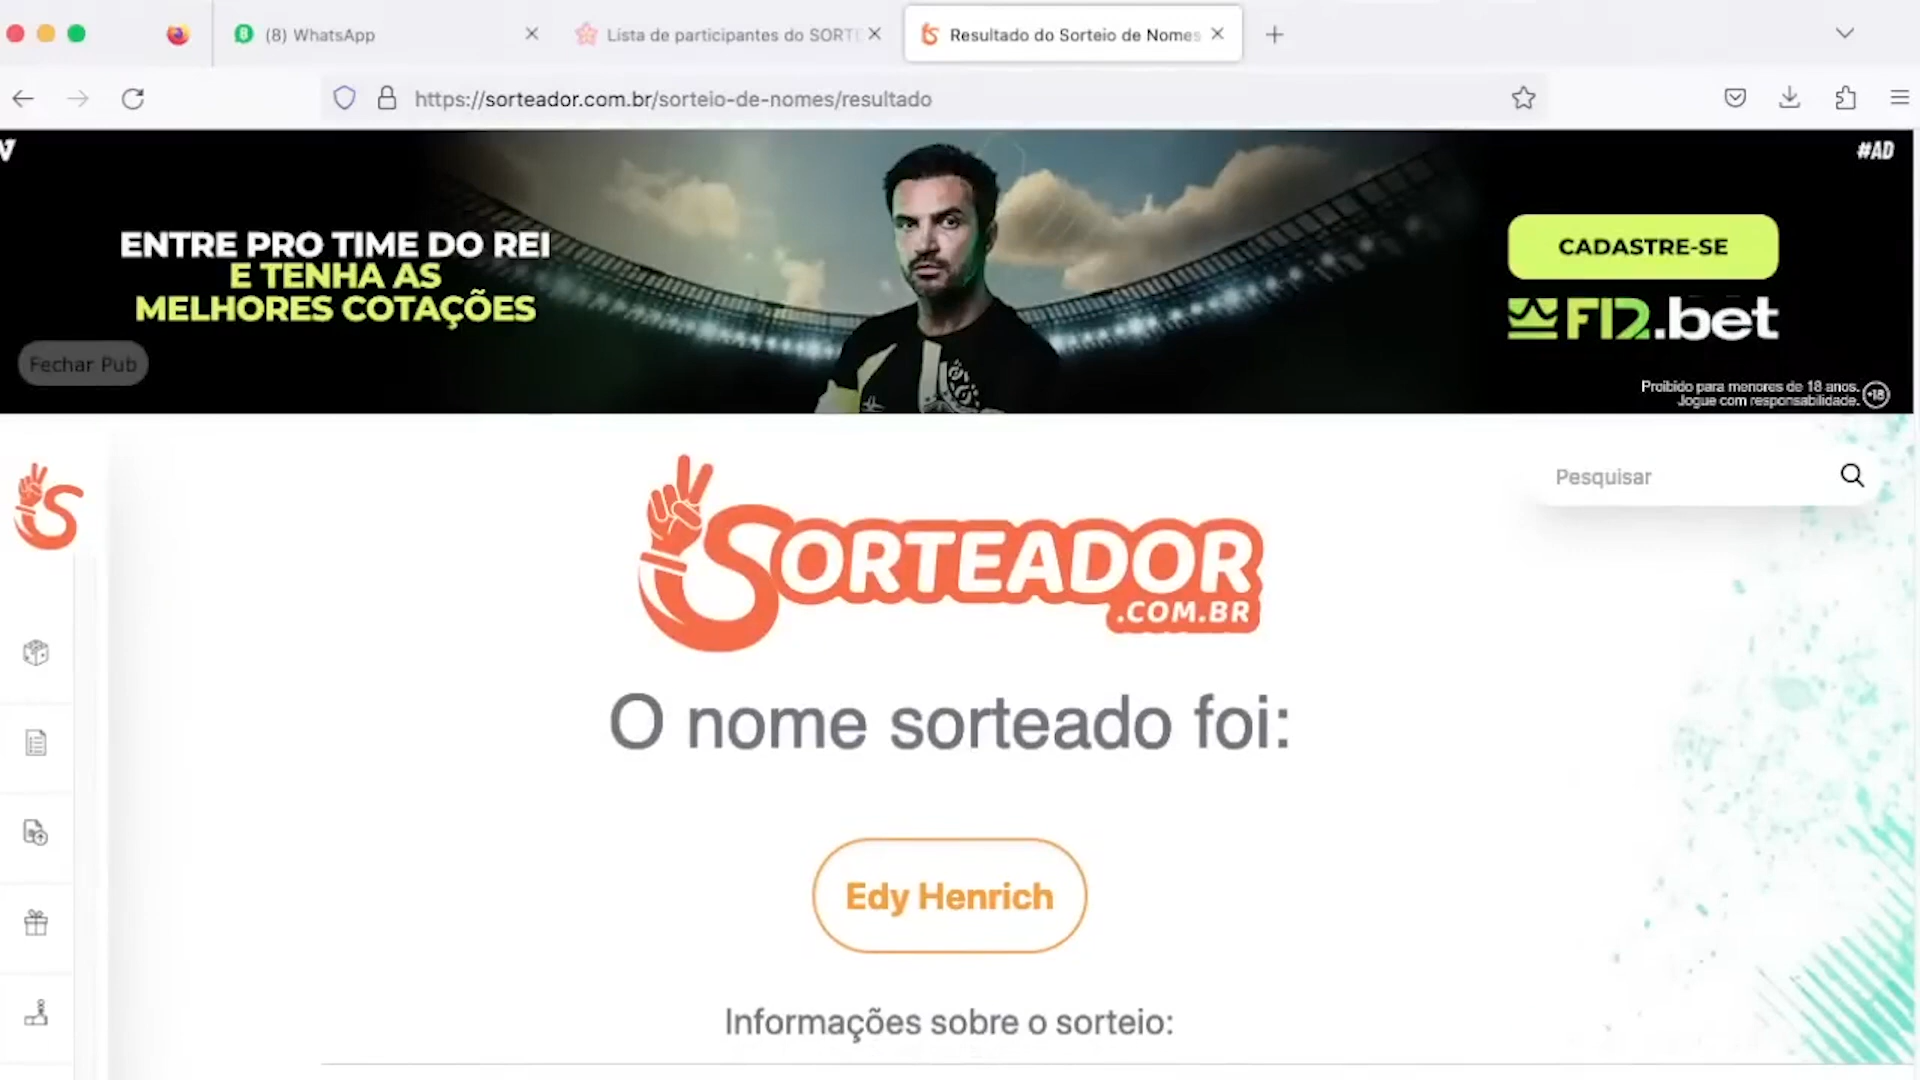 (8) WhatsApp
Lista de participantes do SORT
Resultado do Sorteio de Nomes
https://sorteador.com.br/sorteio-de-nomes/resultado
#AD
ENTRE PRO TIME DO REI
E TENHA AS
MELHORES COTAÇÕES
CADASTRE-SE
F12.bet
Fechar Pub
Proibido para menores de 18 anos.
Jogue com responsabilidade.
+18
Pesquisar
SORTEADOR
.COM.BR
O nome sorteado foi:
Edy Henrich
Informações sobre o sorteio: